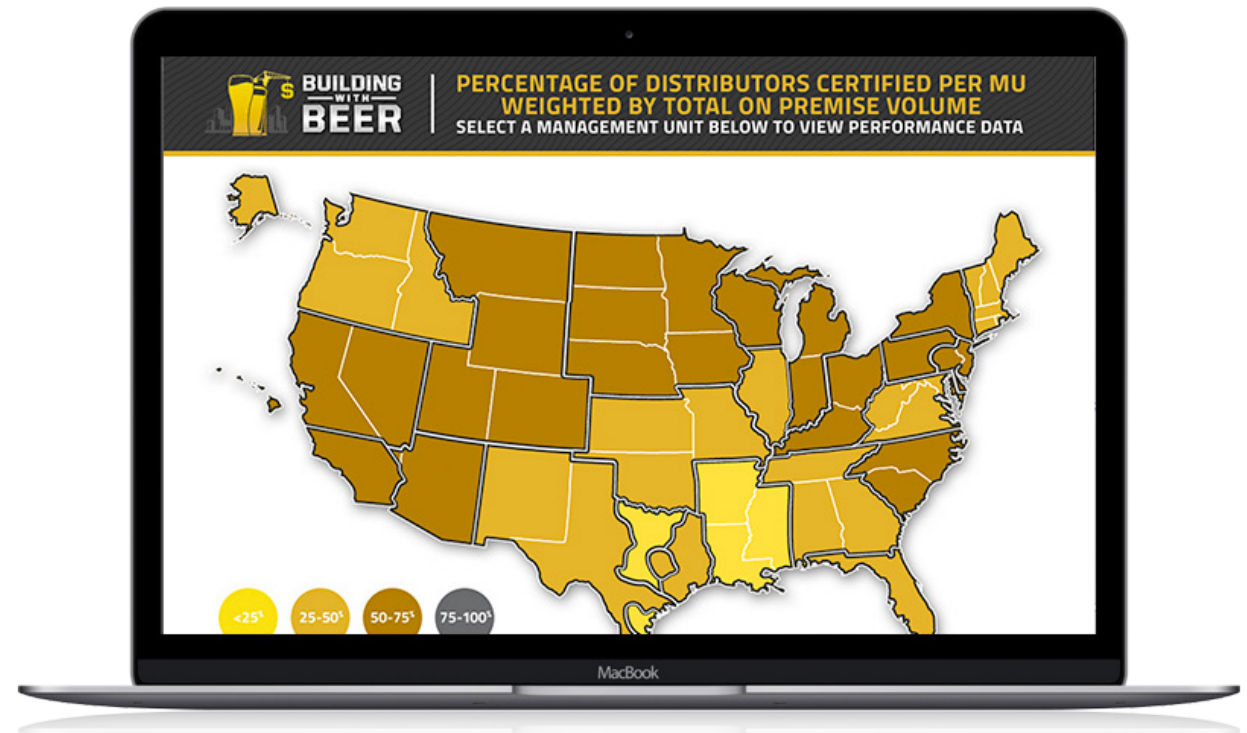 BUILDING
WITH
BEER
$
PERCENTAGE OF DISTRIBUTORS CERTIFIED PER MU
WEIGHTED BY TOTAL ON PREMISE VOLUME
SELECT A MANAGEMENT UNIT BELOW TO VIEW PERFORMANCE DATA
<25%
25-50%
50-75%
75-100%
MacBook